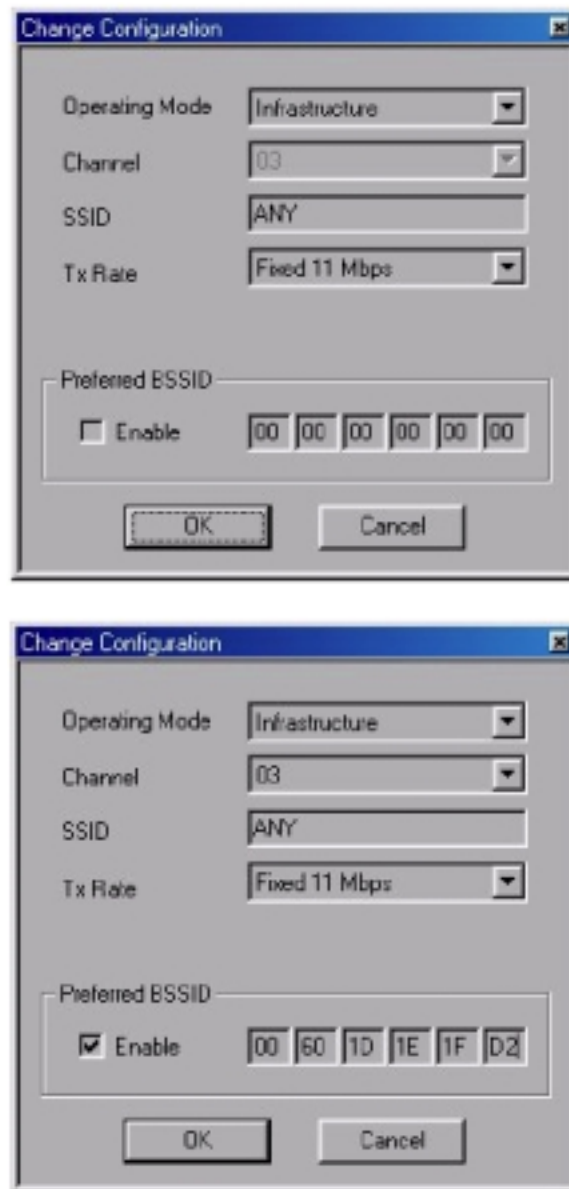 Change Configuration
Operating Mode Infrastructure
Channel 03
SSID ANY
Tx Rate Fixed 11 Mbps
Preferred BSSID
Enable 00 00 00 00 00 00
OK Cancel
Change Configuration
Operating Mode Infrastructure
Channel 03
SSID ANY
Tx Rate Fixed 11 Mbps
Preferred BSSID
Enable 00 60 1D 1E 1F D2
OK Cancel